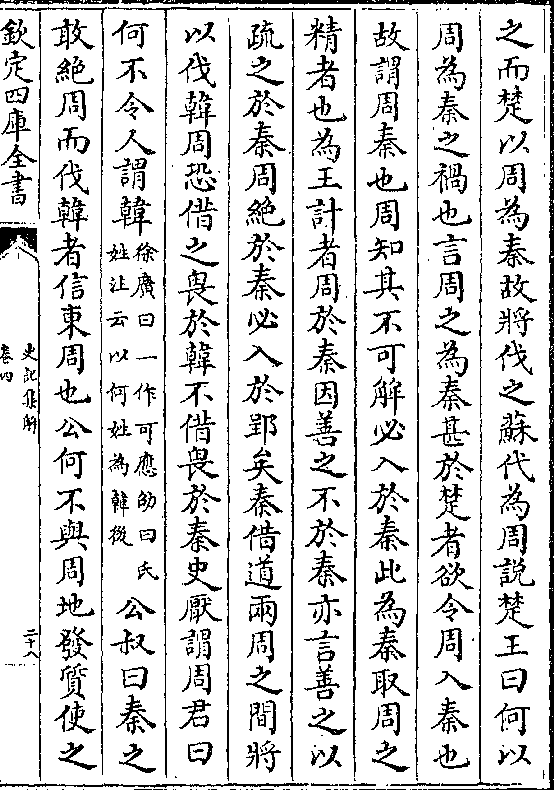 之而楚以周為秦故將伐之蘇代為周說楚王曰何以
周為秦之禍也言周之為秦甚於楚者欲令周入秦也
故謂周秦也周知其不可解必入於秦此為秦取周之
精者也為王計者周於秦因善之不於秦亦言善之以
疏之於秦周絶於秦必入於郢矣秦借道兩周之間將
以伐韓周恐借之畏於韓不借畏於秦史厭謂周君曰
何不令人謂韓徐廣曰一作可應劭曰氏姓注云以何姓為韓後公叔曰秦之
敢絶周而伐韓者信東周也公何不與周地發質使之
欽定四庫全書
史記集解
卷四
二十八